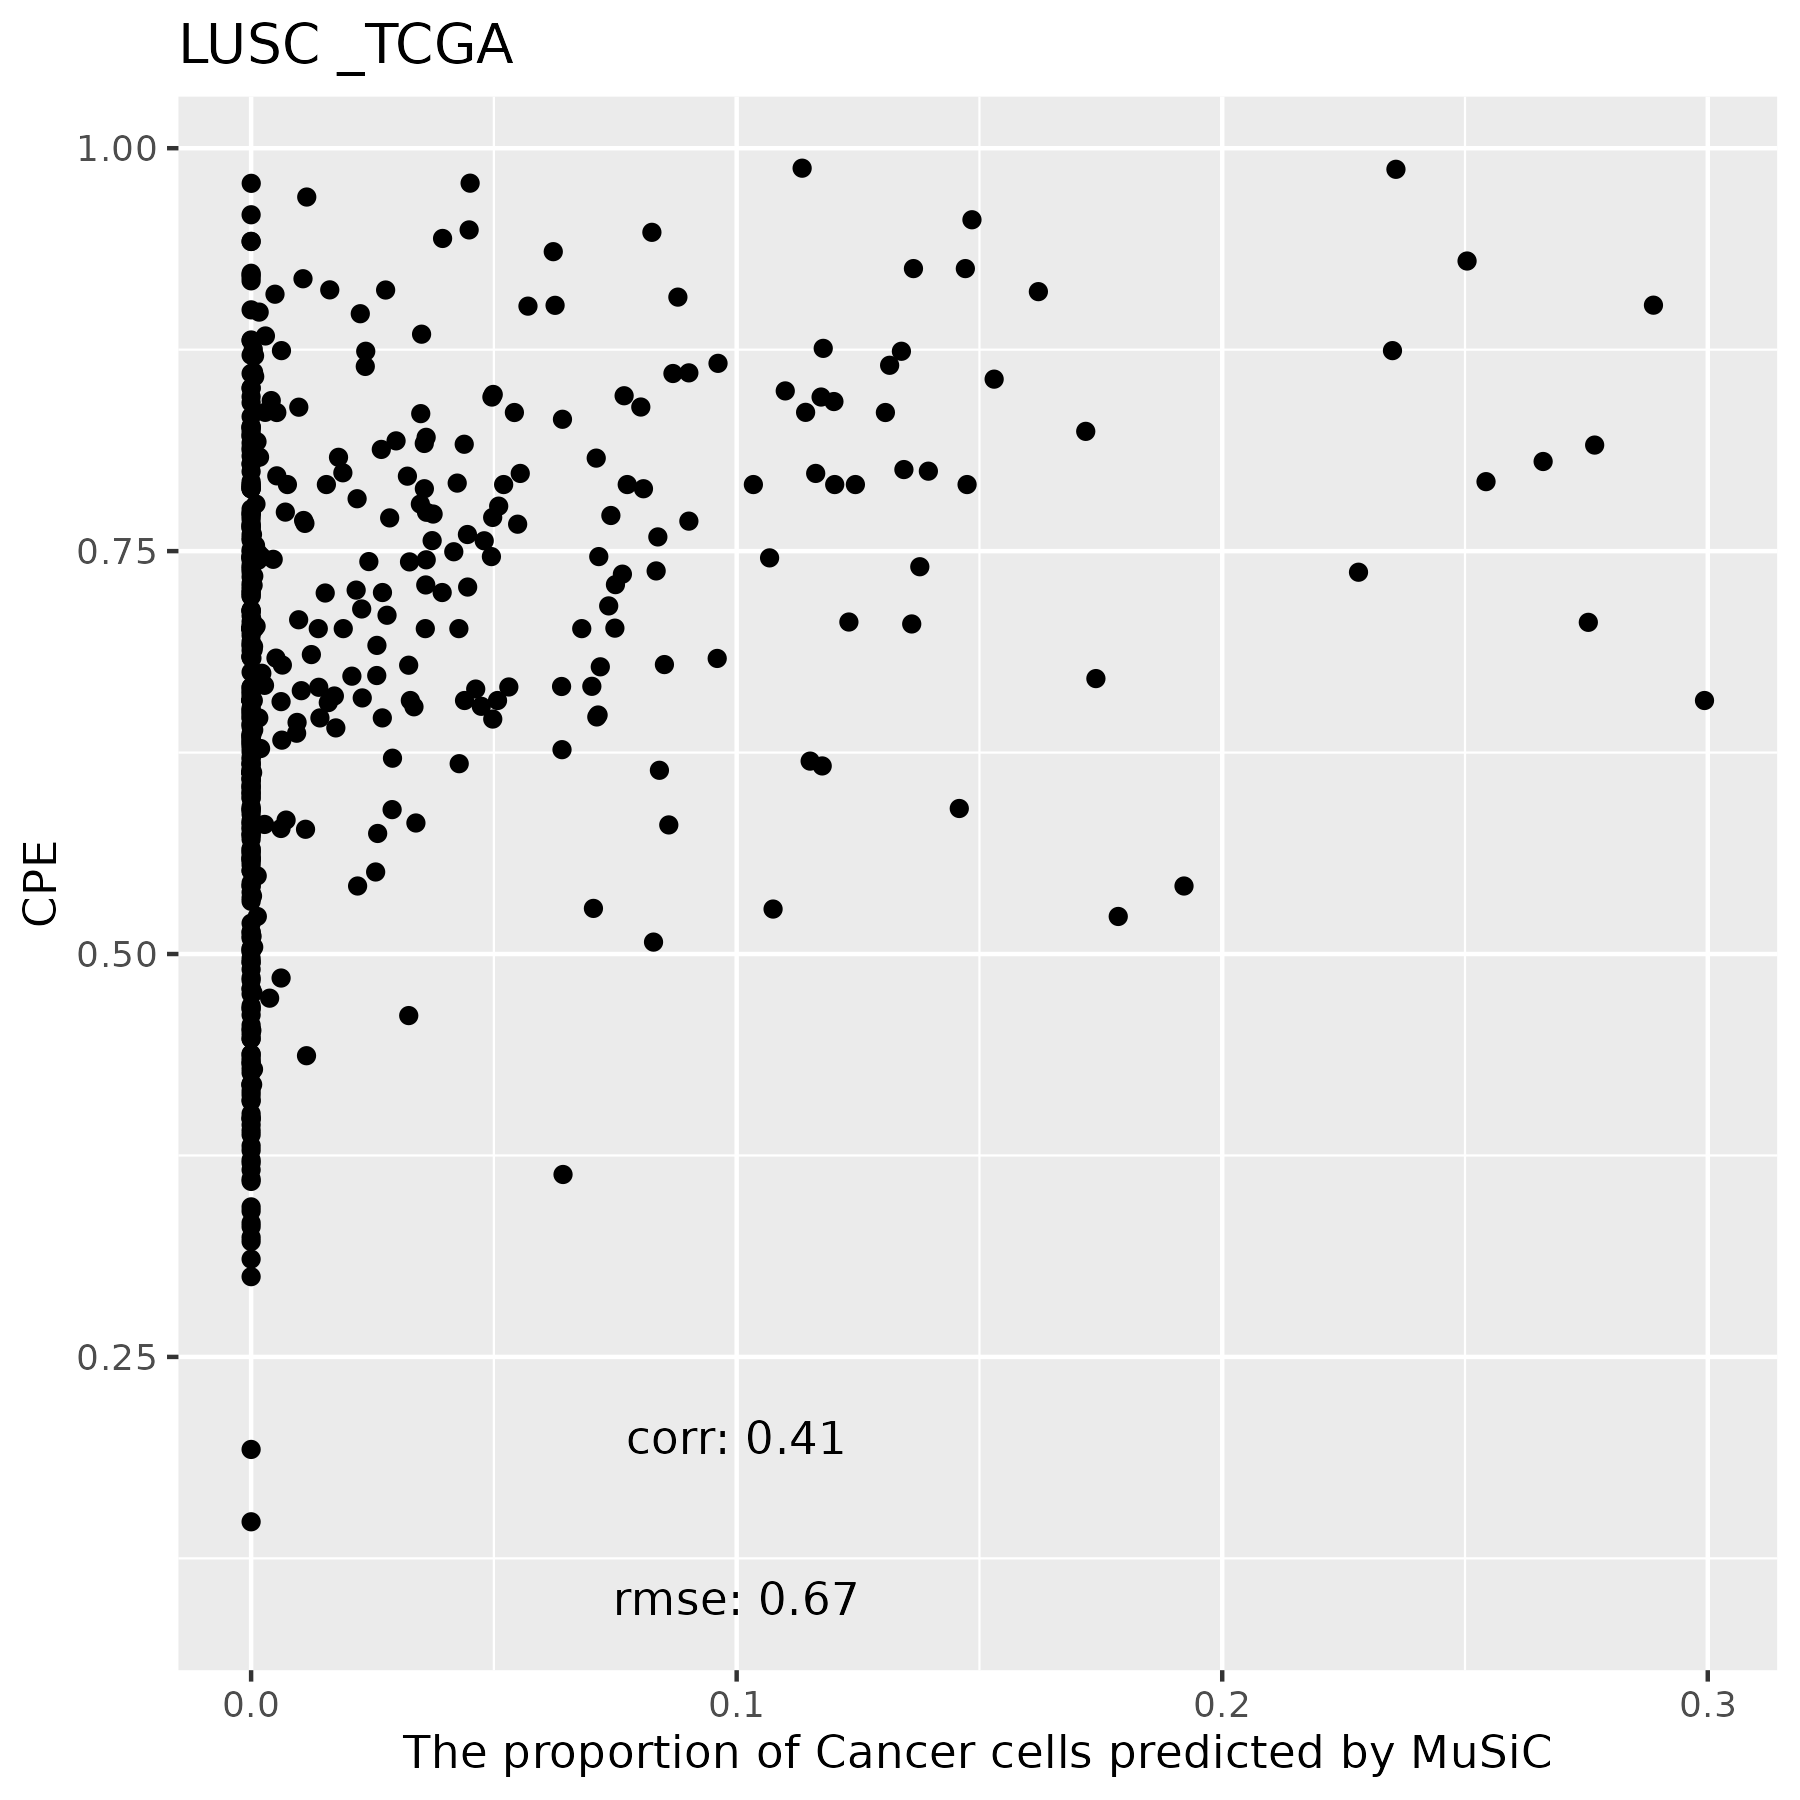 LUSC _TCGA
1.00
0.75
0.50
0.25
CPE
corr: 0.41
rmse: 0.67
0.0 0.1 0.2 0.3
The proportion of Cancer cells predicted by MuSiC